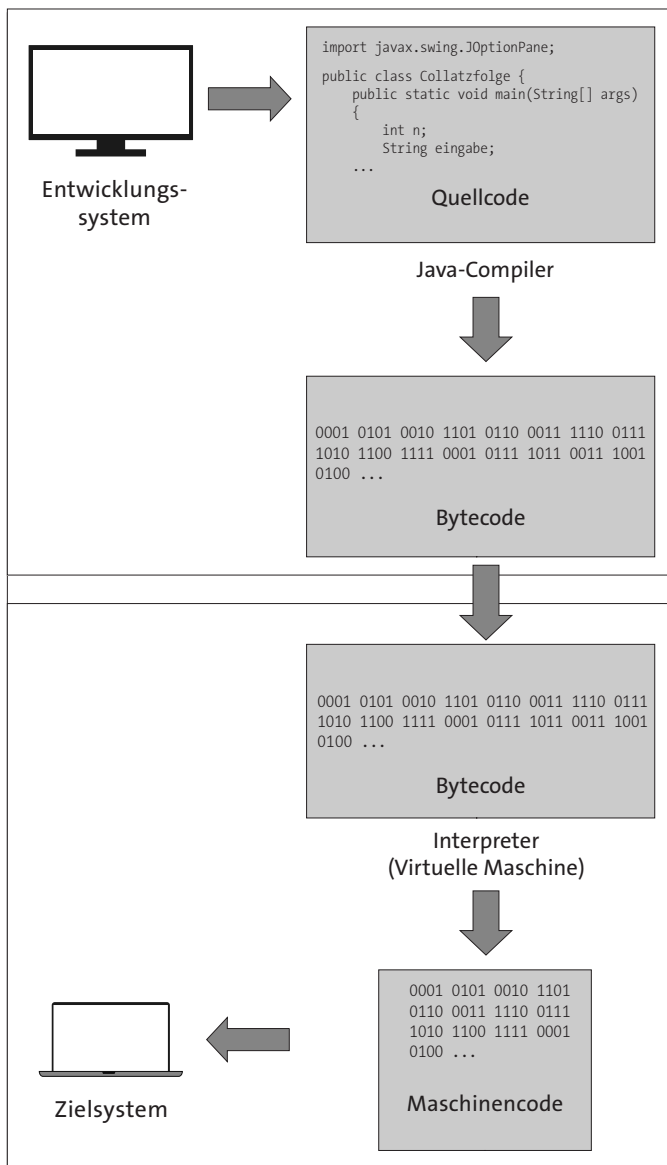 import javax.swing.JOptionPane;
public class Collatzfolge {
public static void main(String[] args)
{
int n;
String eingabe;
...
Quellcode
Entwicklungs-
system
Java-Compiler
0001 0101 0010 1101 0110 0011 1110 0111
1010 1100 1111 0001 0111 1011 0011 1001
0100 ...
Bytecode
0001 0101 0010 1101 0110 0011 1110 0111
1010 1100 1111 0001 0111 1011 0011 1001
0100 ...
Bytecode
Interpreter
(Virtuelle Maschine)
0001 0101 0010 1101
0110 0011 1110 0111
1010 1100 1111 0001
0100 ...
Maschinencode
Zielsystem